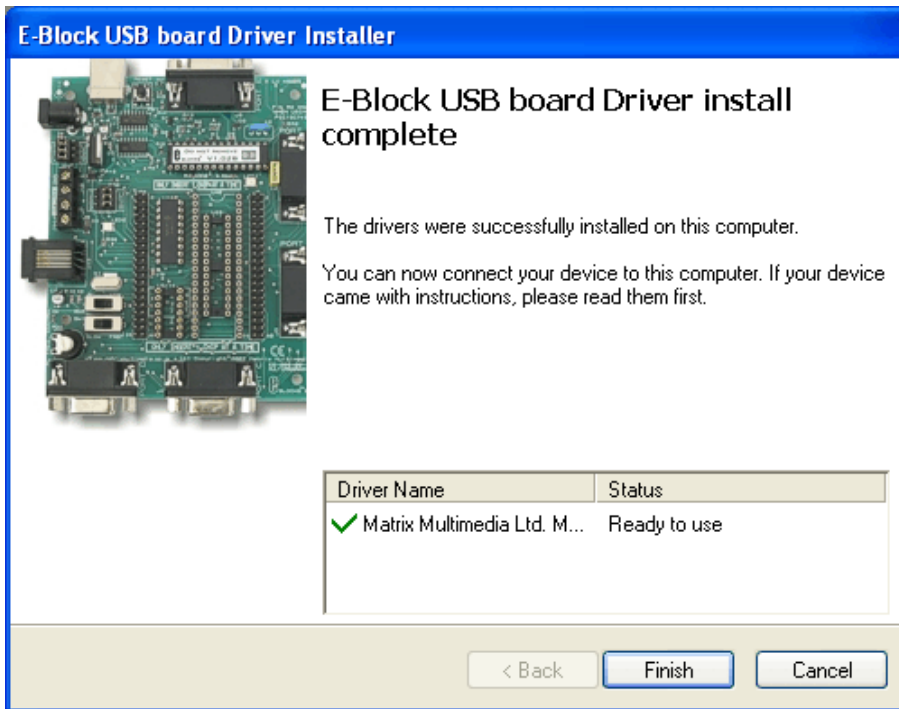 E-Block USB board Driver Installer
E-Block USB board Driver install
complete
The drivers were successfully installed on this computer.
You can now connect your device to this computer. If your device
came with instructions, please read them first.
Driver Name Status
Matrix Multimedia Ltd. M... Ready to use
< Back Finish Cancel